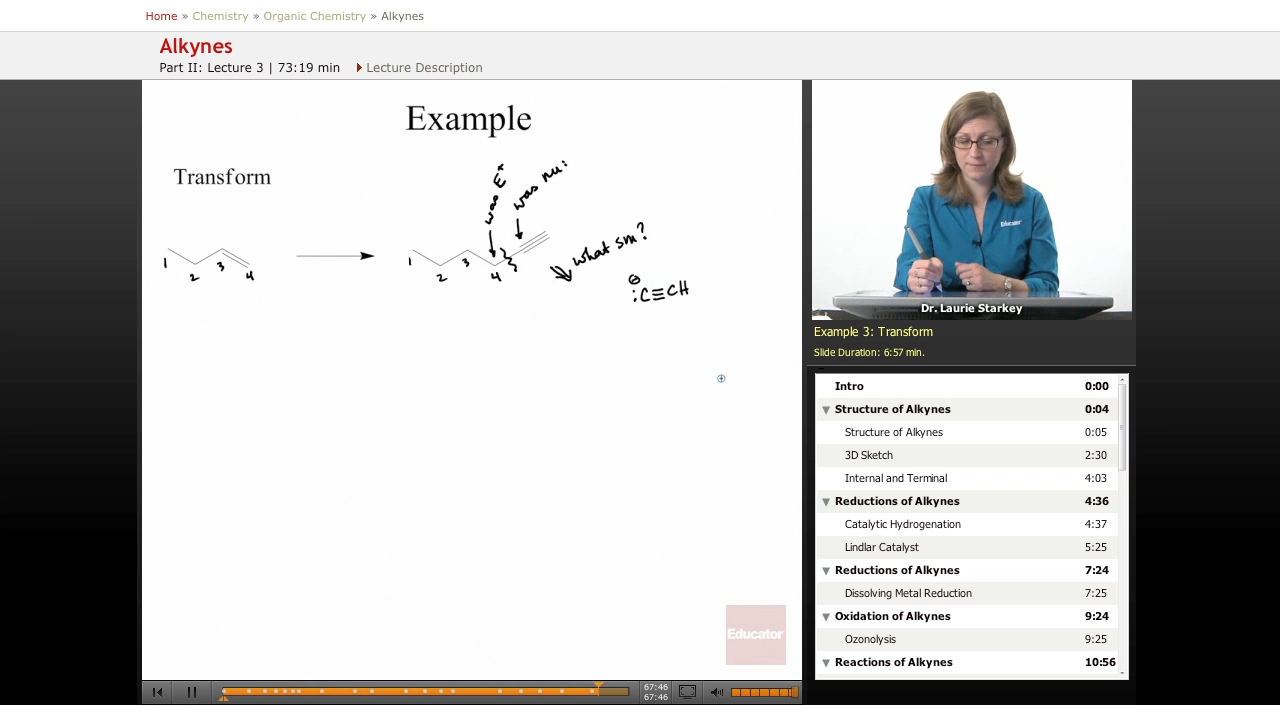 Home » Chemistry » Organic Chemistry » Alkynes
Alkynes
Part II: Lecture 3 | 73:19 min
Lecture Description
Example
Transform
was E+
was nu:
what sm?
1 2 3 4
1 2 3 4
⊖
:C≡CH
Educator
Educator
Dr. Laurie Starkey
Example 3: Transform
Slide Duration: 6:57 min.
Intro 0:00
▼ Structure of Alkynes 0:04
Structure of Alkynes 0:05
3D Sketch 2:30
Internal and Terminal 4:03
▼ Reductions of Alkynes 4:36
Catalytic Hydrogenation 4:37
Lindlar Catalyst 5:25
▼ Reductions of Alkynes 7:24
Dissolving Metal Reduction 7:25
▼ Oxidation of Alkynes 9:24
Ozonolysis 9:25
▼ Reactions of Alkynes 10:56
67:46
67:46